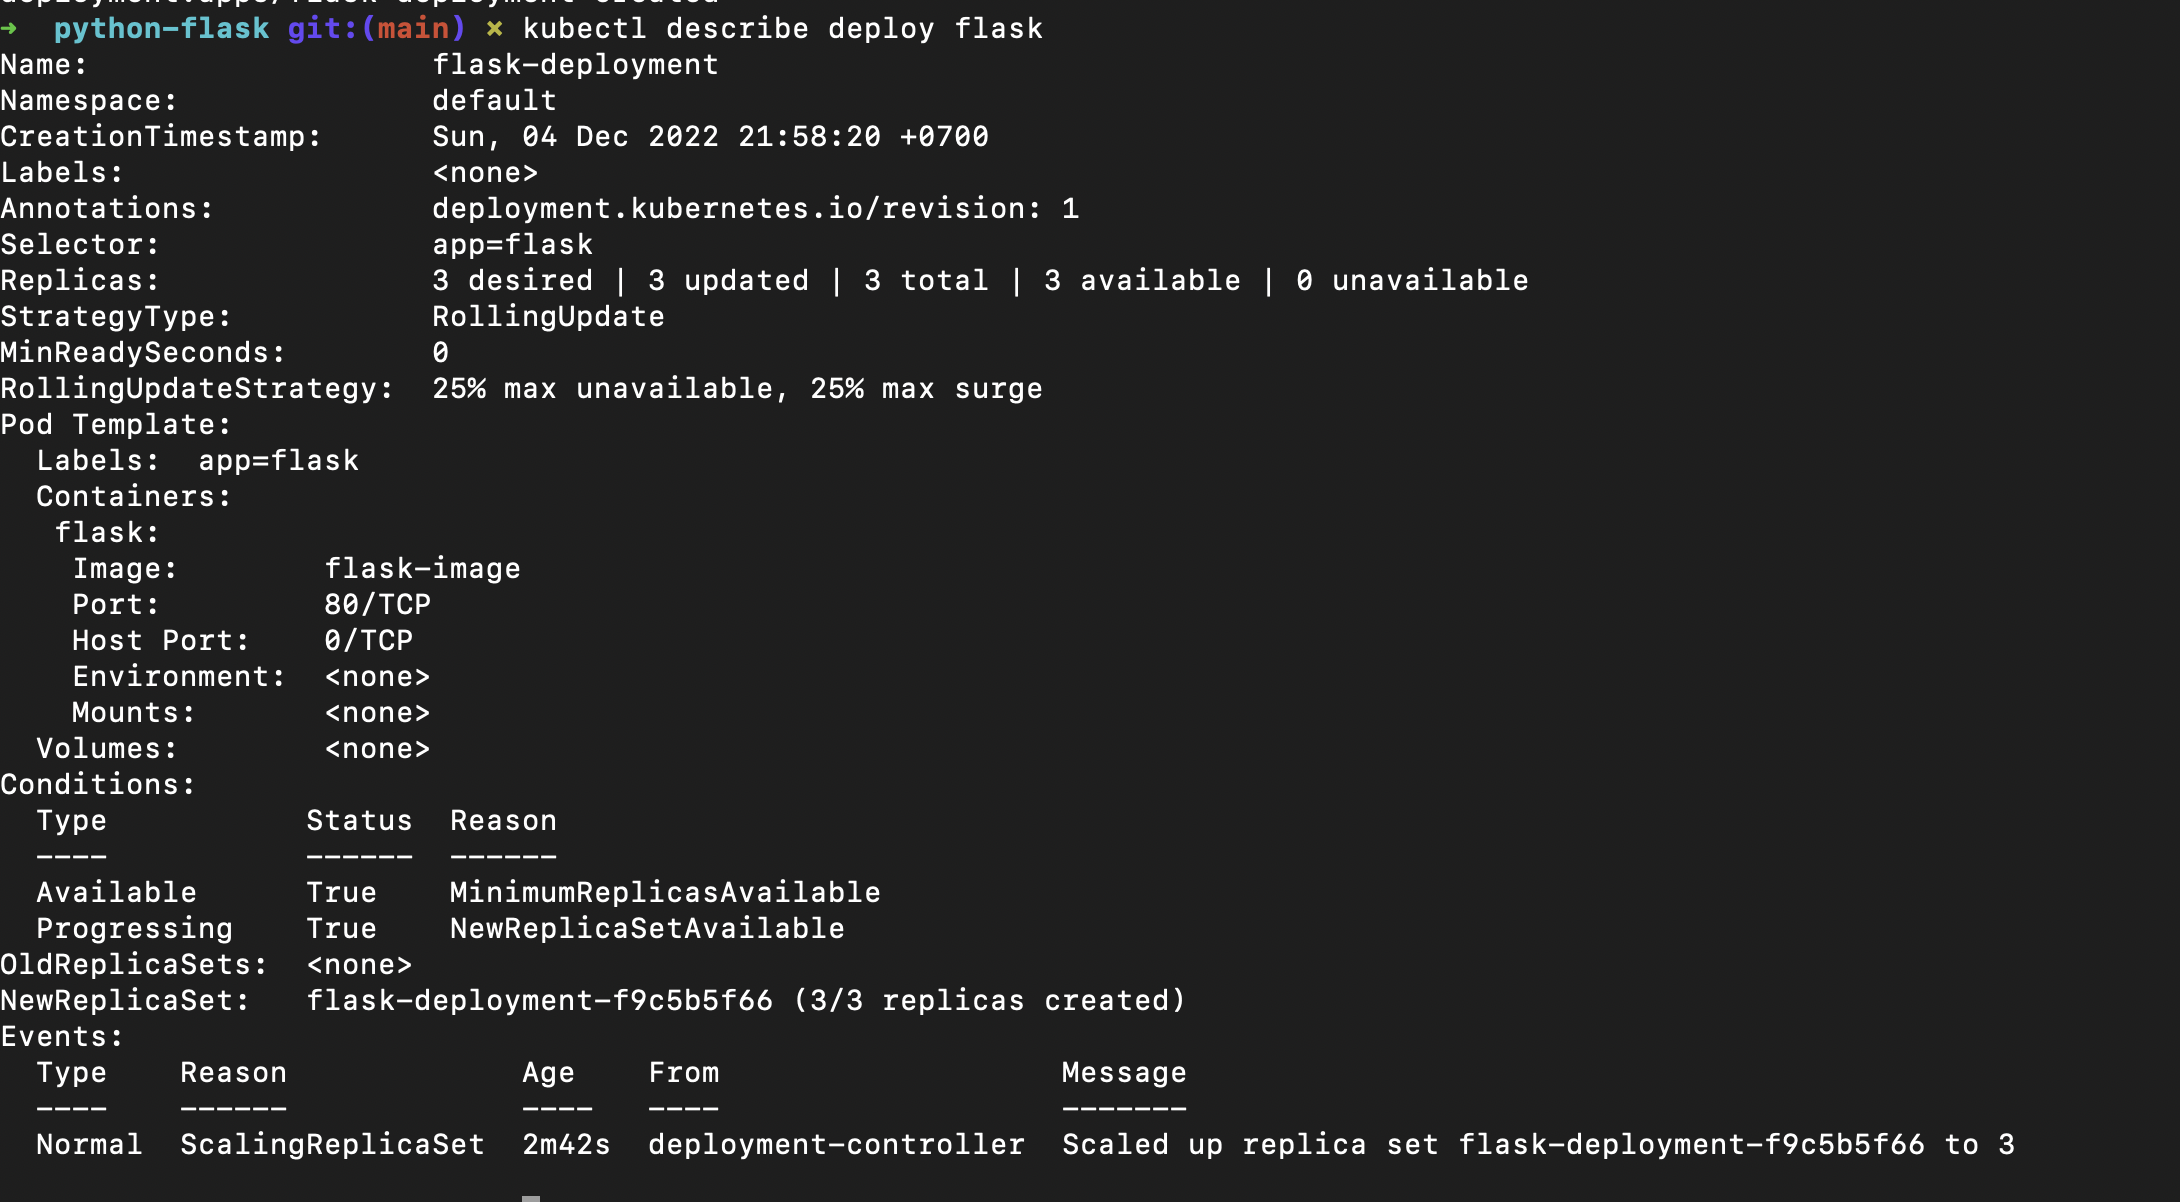 deployment.apps/flask-deployment created
➜  python-flask git:(main) ✗ kubectl describe deploy flask
Name:                   flask-deployment
Namespace:              default
CreationTimestamp:      Sun, 04 Dec 2022 21:58:20 +0700
Labels:                 <none>
Annotations:            deployment.kubernetes.io/revision: 1
Selector:               app=flask
Replicas:               3 desired | 3 updated | 3 total | 3 available | 0 unavailable
StrategyType:           RollingUpdate
MinReadySeconds:        0
RollingUpdateStrategy:  25% max unavailable, 25% max surge
Pod Template:
  Labels:  app=flask
  Containers:
   flask:
    Image:        flask-image
    Port:         80/TCP
    Host Port:    0/TCP
    Environment:  <none>
    Mounts:       <none>
  Volumes:        <none>
Conditions:
  Type           Status  Reason
  ----           ------  ------
  Available      True    MinimumReplicasAvailable
  Progressing    True    NewReplicaSetAvailable
OldReplicaSets:  <none>
NewReplicaSet:   flask-deployment-f9c5b5f66 (3/3 replicas created)
Events:
  Type    Reason             Age    From                   Message
  ----    ------             ----   ----                   -------
  Normal  ScalingReplicaSet  2m42s  deployment-controller  Scaled up replica set flask-deployment-f9c5b5f66 to 3